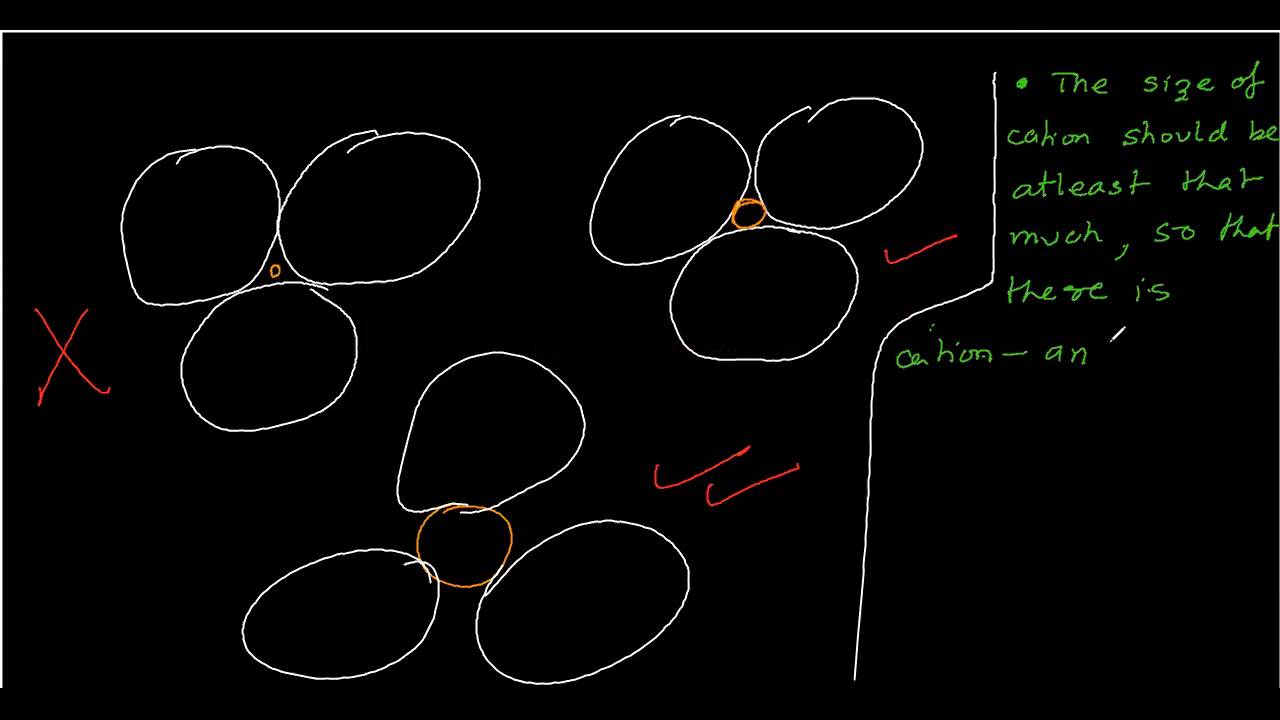 • The size of
cation should be
atleast that
much, so that
there is
cation - an